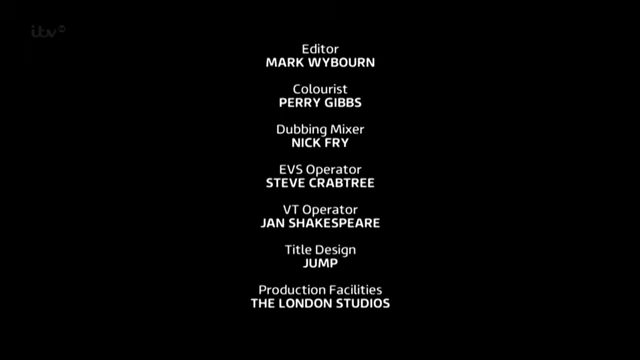 itv
Editor
MARK WYBOURN
Colourist
PERRY GIBBS
Dubbing Mixer
NICK FRY
EVS Operator
STEVE CRABTREE
VT Operator
JAN SHAKESPEARE
Title Design
JUMP
Production Facilities
THE LONDON STUDIOS